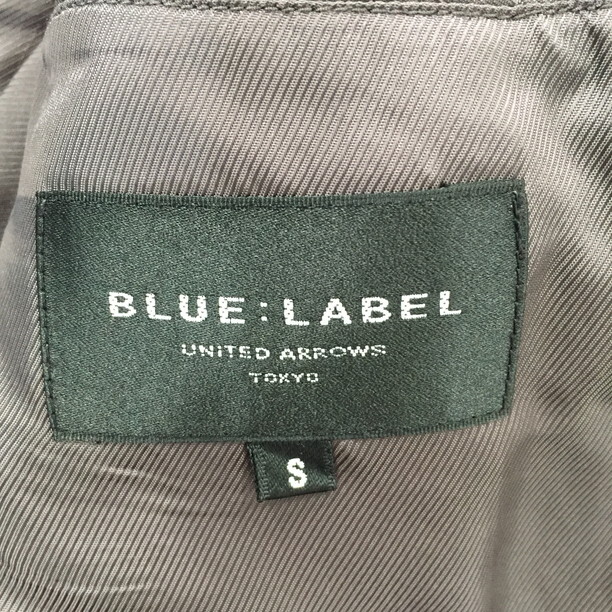 BLUE : LABEL
UNITED ARROWS
TOKYO
S